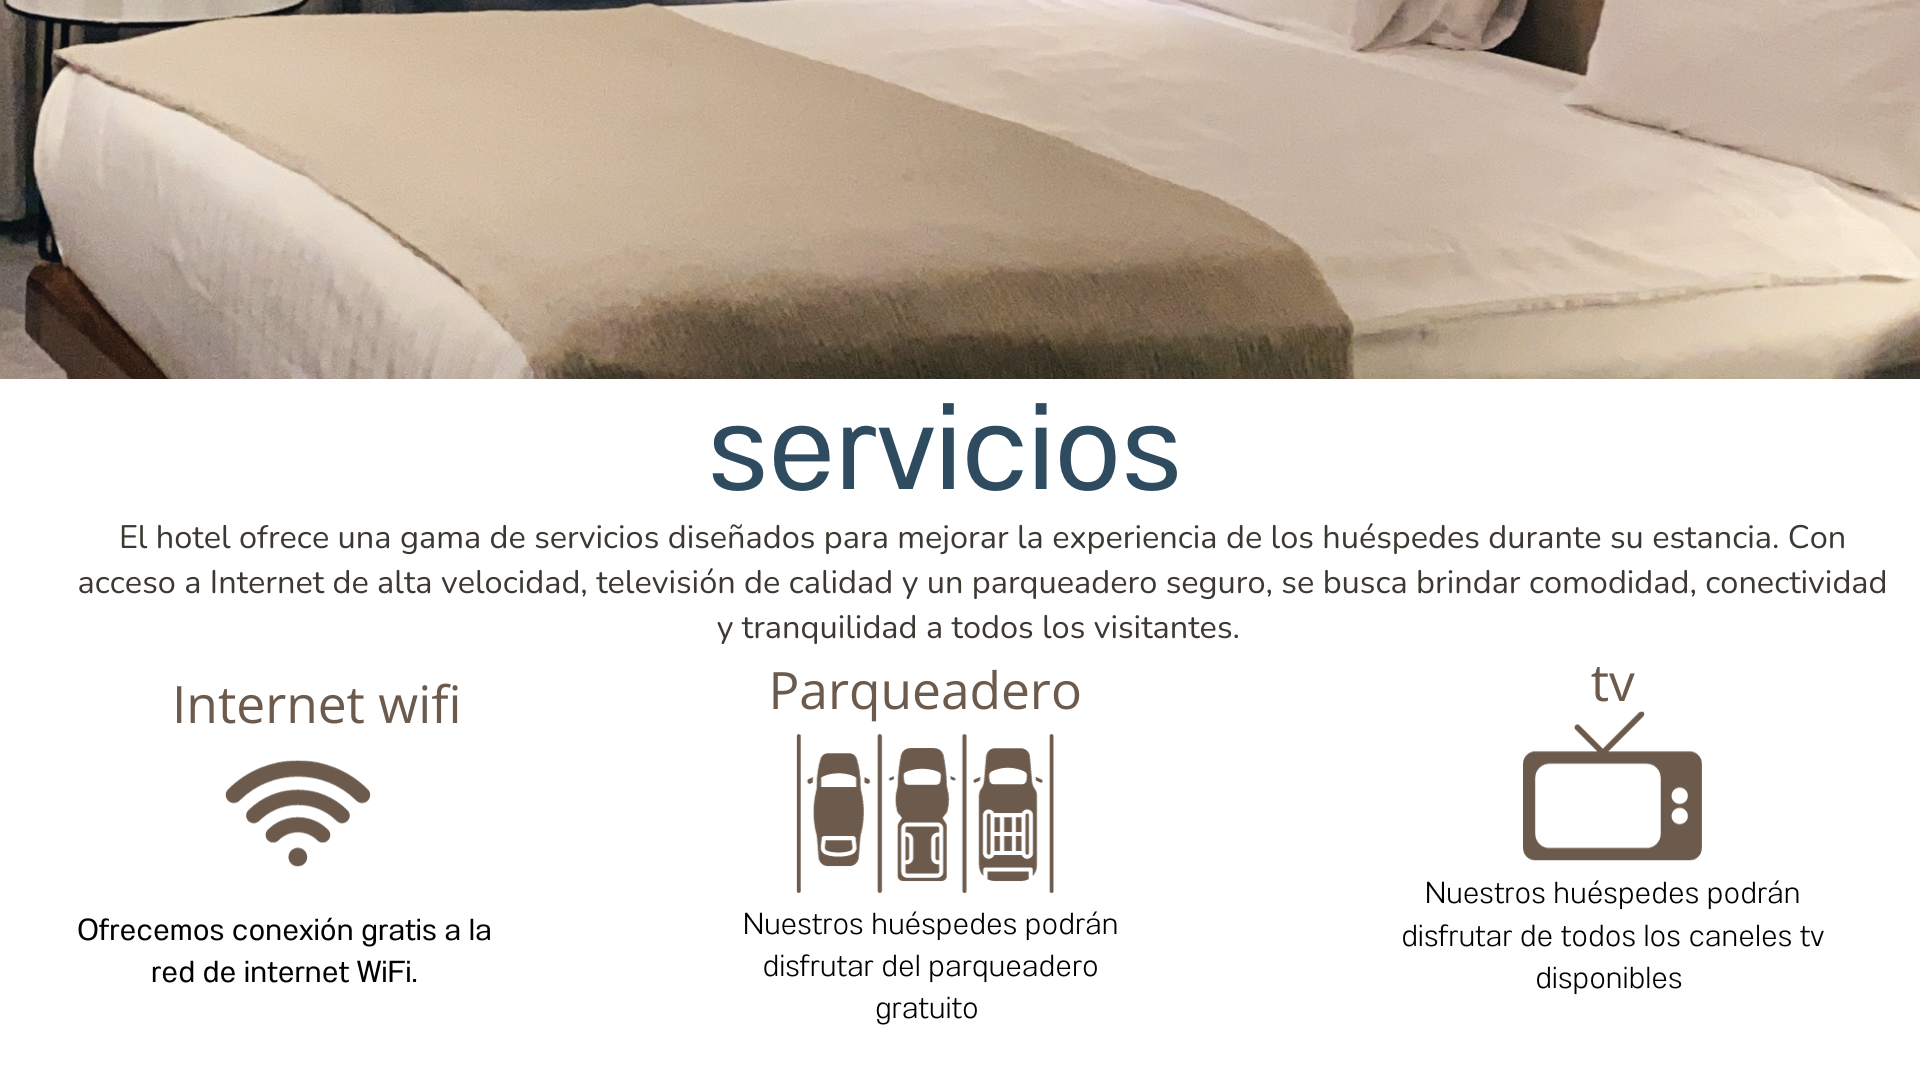 servicios
El hotel ofrece una gama de servicios diseñados para mejorar la experiencia de los huéspedes durante su estancia. Con
acceso a Internet de alta velocidad, televisión de calidad y un parqueadero seguro, se busca brindar comodidad, conectividad
y tranquilidad a todos los visitantes.
Internet wifi
Ofrecemos conexión gratis a la
red de internet WiFi.
Parqueadero
Nuestros huéspedes podrán
disfrutar del parqueadero
gratuito
tv
Nuestros huéspedes podrán
disfrutar de todos los caneles tv
disponibles